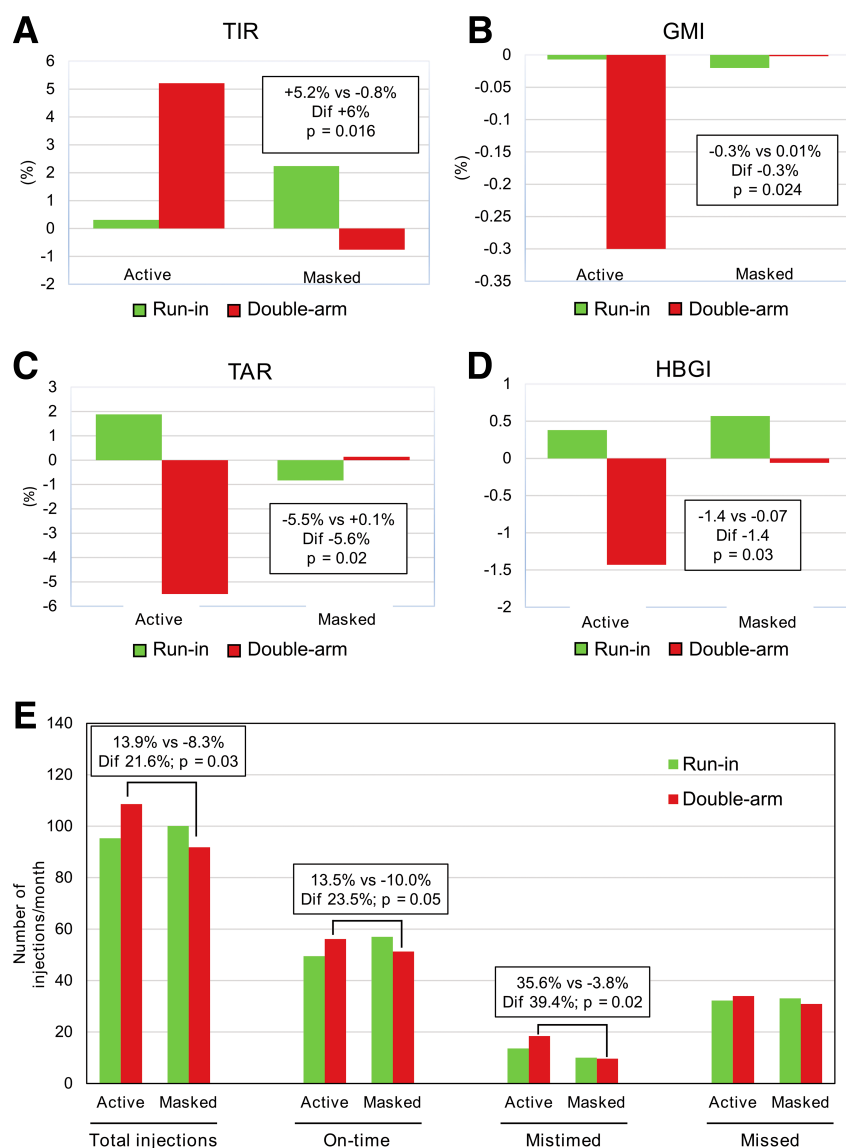 A
TIR
(%)
6
5
4
3
2
1
0
-1
-2
+5.2% vs -0.8%
Dif +6%
p = 0.016
Active
Masked
Run-in
Double-arm
B
GMI
(%)
0
-0.05
-0.1
-0.15
-0.2
-0.25
-0.3
-0.35
-0.3% vs 0.01%
Dif -0.3%
p = 0.024
Active
Masked
Run-in
Double-arm
C
TAR
(%)
3
2
1
0
-1
-2
-3
-4
-5
-6
-5.5% vs +0.1%
Dif -5.6%
p = 0.02
Active
Masked
Run-in
Double-arm
D
HBGI
1
0.5
0
-0.5
-1
-1.5
-2
-1.4 vs -0.07
Dif -1.4
p = 0.03
Active
Masked
Run-in
Double-arm
E
Number of
injections/month
140
120
100
80
60
40
20
0
13.9% vs -8.3%
Dif 21.6%; p = 0.03
13.5% vs -10.0%
Dif 23.5%; p = 0.05
35.6% vs -3.8%
Dif 39.4%; p = 0.02
Run-in
Double-arm
Active Masked Active Masked Active Masked Active Masked
Total injections On-time Mistimed Missed